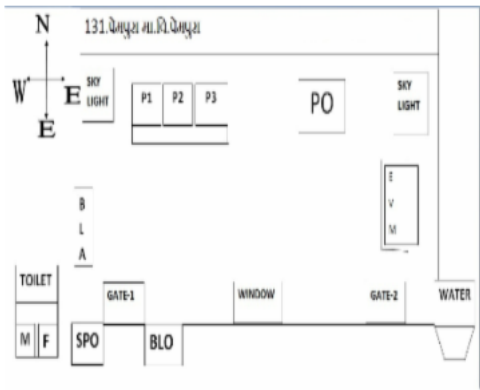 N
131.પેમપુરા મા.વિ.પેમપુરા
W E
E
SKY LIGHT
P1 P2 P3
PO
SKY LIGHT
E
V
M
B
L
A
TOILET
GATE-1
WINDOW
GATE-2
WATER
M F
SPO
BLO